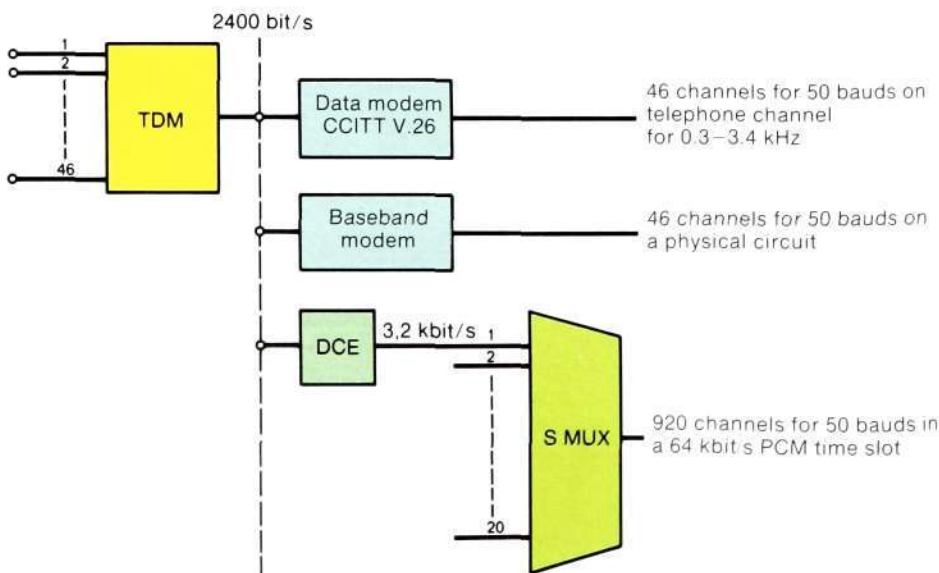 2400 bit/s
1
2
46
TDM
Data modem
CCITT V.26
46 channels for 50 bauds on
telephone channel
for 0.3–3.4 kHz
Baseband
modem
46 channels for 50 bauds on
a physical circuit
DCE
3,2 kbit/s
1
2
20
S MUX
920 channels for 50 bauds in
a 64 kbit/s PCM time slot